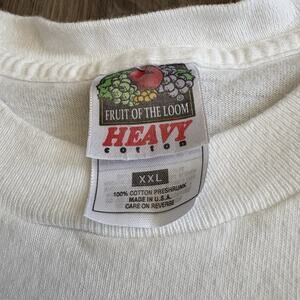 FRUIT OF THE LOOM®
HEAVY
cotton
XXL
100% COTTON PRESHRUNK
MADE IN U.S.A.
CARE ON REVERSE